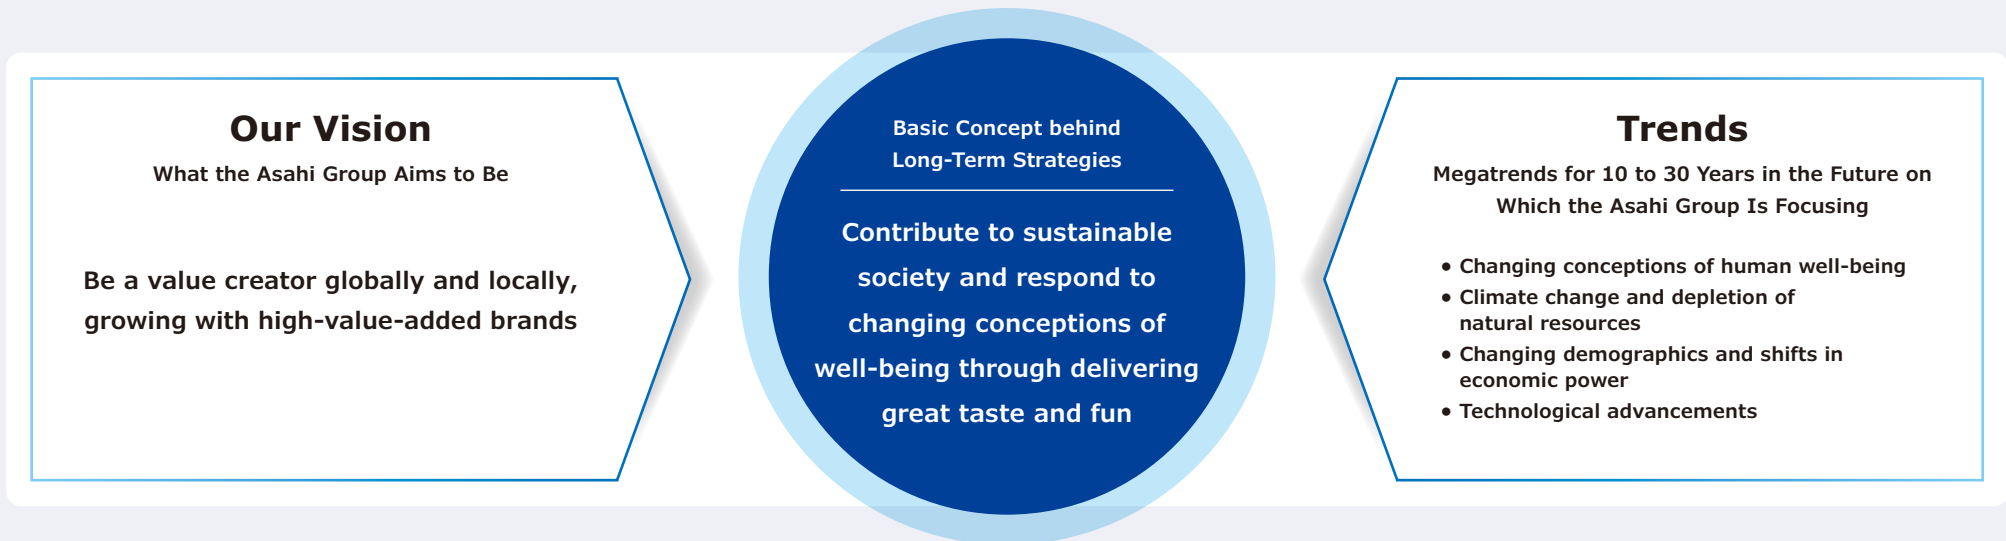 Our Vision
What the Asahi Group Aims to Be
Be a value creator globally and locally,
growing with high-value-added brands
Basic Concept behind
Long-Term Strategies
Contribute to sustainable
society and respond to
changing conceptions of
well-being through delivering
great taste and fun
Trends
Megatrends for 10 to 30 Years in the Future on
Which the Asahi Group Is Focusing
• Changing conceptions of human well-being
• Climate change and depletion of
natural resources
• Changing demographics and shifts in
economic power
• Technological advancements